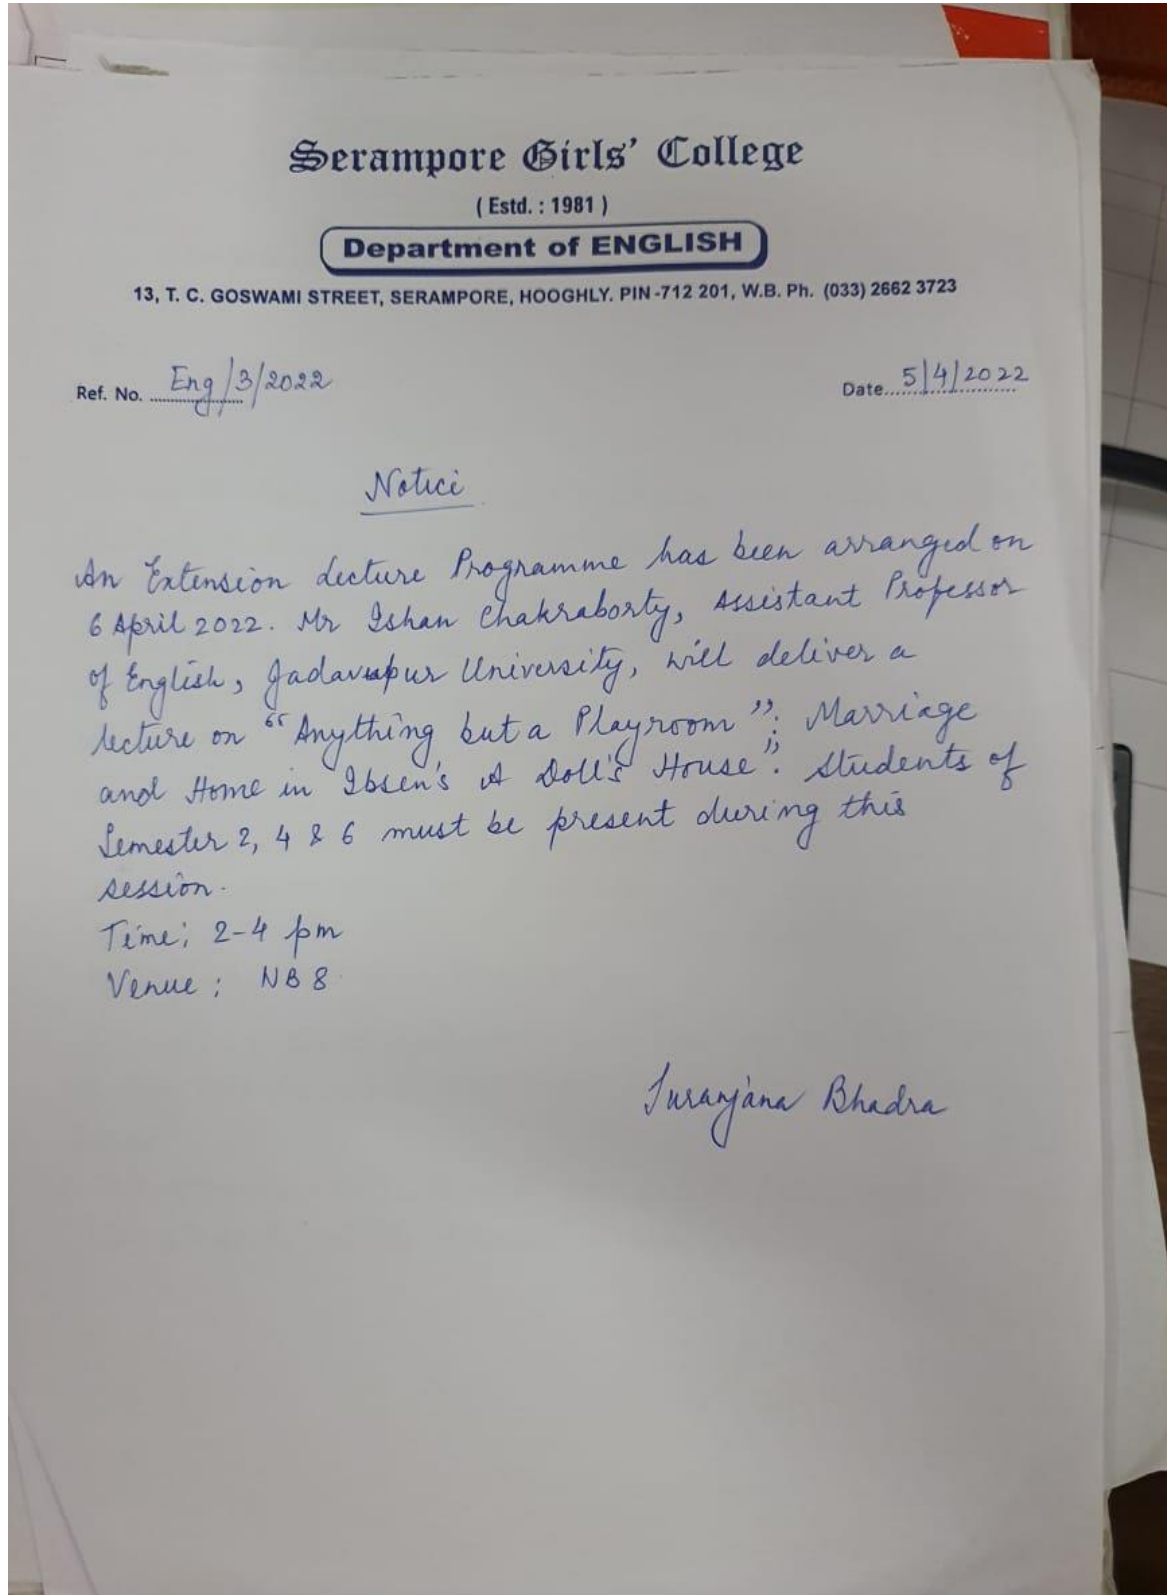 Serampore Girls' College
( Estd. : 1981 )
Department of ENGLISH
13, T. C. GOSWAMI STREET, SERAMPORE, HOOGHLY. PIN-712 201, W.B. Ph. (033) 2662 3723
Ref. No. Eng/3/2022 Date 5/4/2022
Notice
An Extension Lecture Programme has been arranged on
6 April 2022. Mr Ishan Chakraborty, Assistant Professor
of English, Jadavpur University, will deliver a
lecture on "Anything but a Playroom": Marriage
and Home in Ibsen's A Doll's House". Students of
Semester 2, 4 & 6 must be present during this
session.
Time: 2-4 pm
Venue: NB 8
Suranjana Bhadra